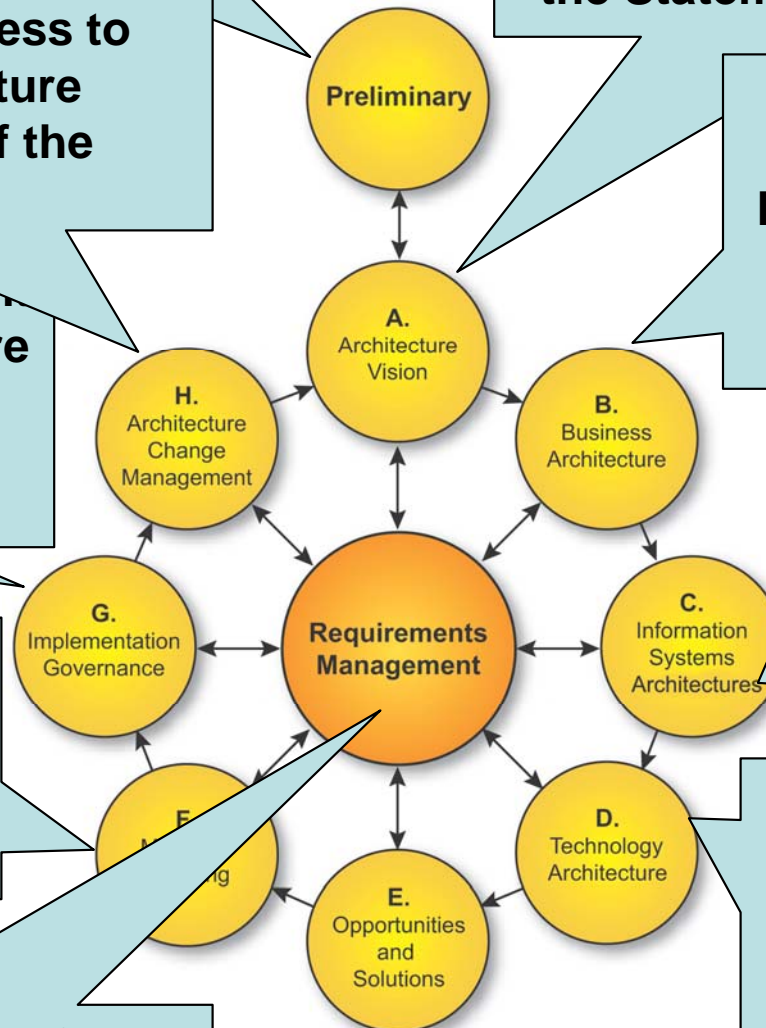 ess to
ture
f the
re
the
Preliminary
A.
Architecture
Vision
B.
Business
Architecture
C.
Information
Systems
Architectures
D.
Technology
Architecture
E.
Opportunities
and
Solutions
F.
G.
Implementation
Governance
H.
Architecture
Change
Management
Requirements
Management